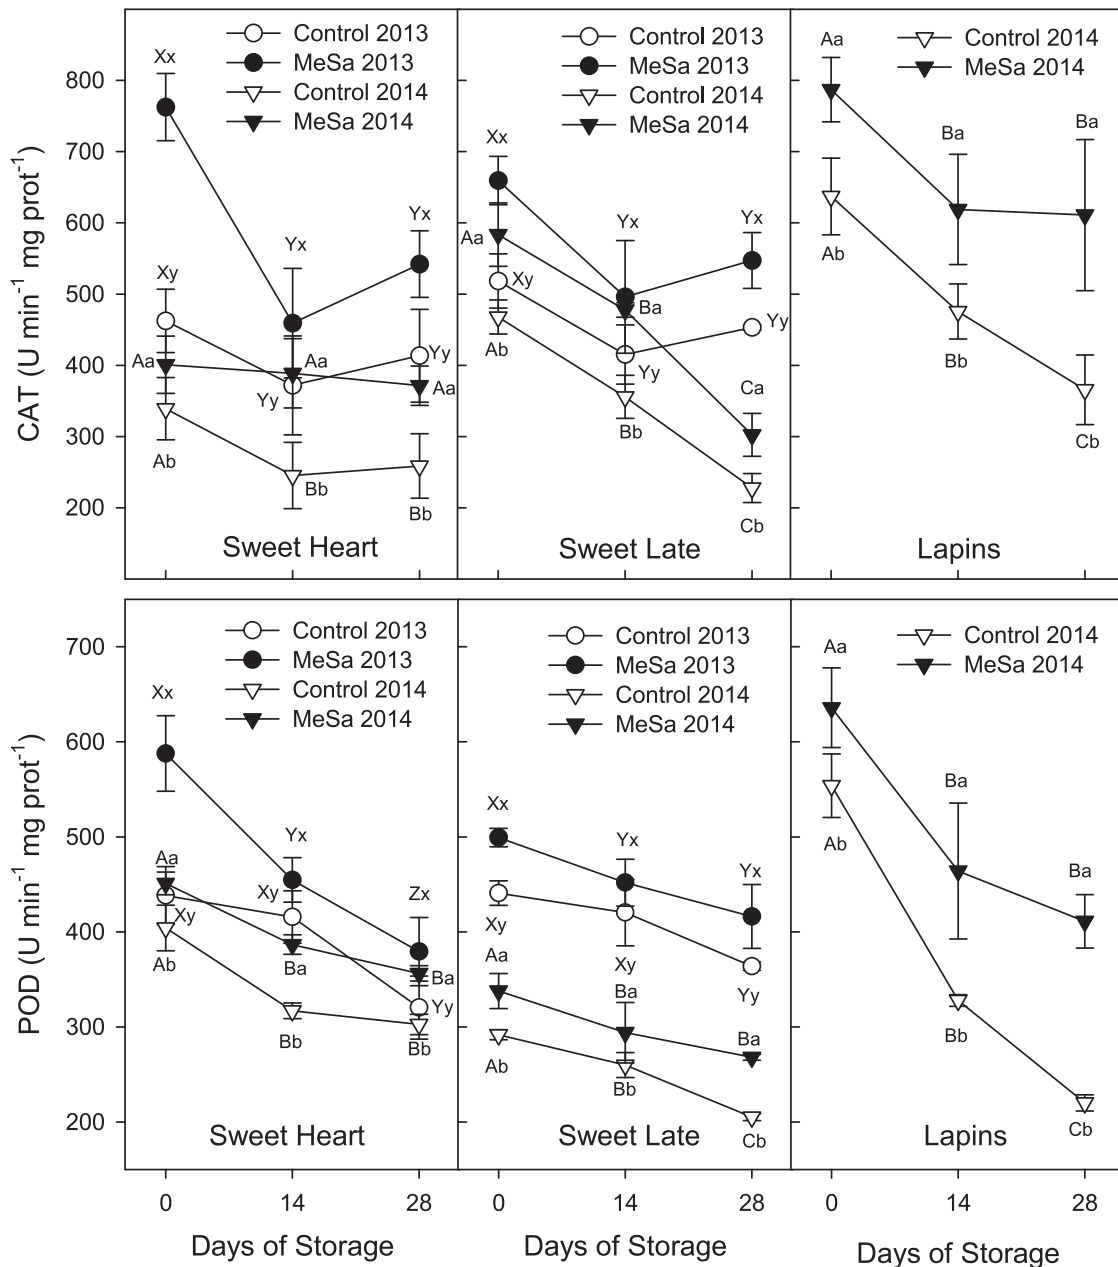 CAT (U min⁻¹ mg prot⁻¹)
800
700
600
500
400
300
200
Control 2013
MeSa 2013
Control 2014
MeSa 2014
Xx
Xy
Aa
Ab
Yx
Aa
Yy
Bb
Yx
Yy
Aa
Bb
Sweet Heart
Control 2013
MeSa 2013
Control 2014
MeSa 2014
Xx
Aa
Xy
Ab
Yx
Ba
Yy
Bb
Yx
Yy
Ca
Cb
Sweet Late
Control 2014
MeSa 2014
Aa
Ab
Ba
Bb
Ba
Cb
Lapins
POD (U min⁻¹ mg prot⁻¹)
700
600
500
400
300
200
Control 2013
MeSa 2013
Control 2014
MeSa 2014
Xx
Aa
Xy
Ab
Yx
Xy
Ba
Bb
Zx
Ba
Yy
Bb
Sweet Heart
0
14
28
Days of Storage
Control 2013
MeSa 2013
Control 2014
MeSa 2014
Xx
Xy
Aa
Ab
Yx
Xy
Ba
Bb
Yx
Yy
Ba
Cb
Sweet Late
0
14
28
Days of Storage
Control 2014
MeSa 2014
Aa
Ab
Ba
Bb
Ba
Cb
Lapins
0
14
28
Days of Storage